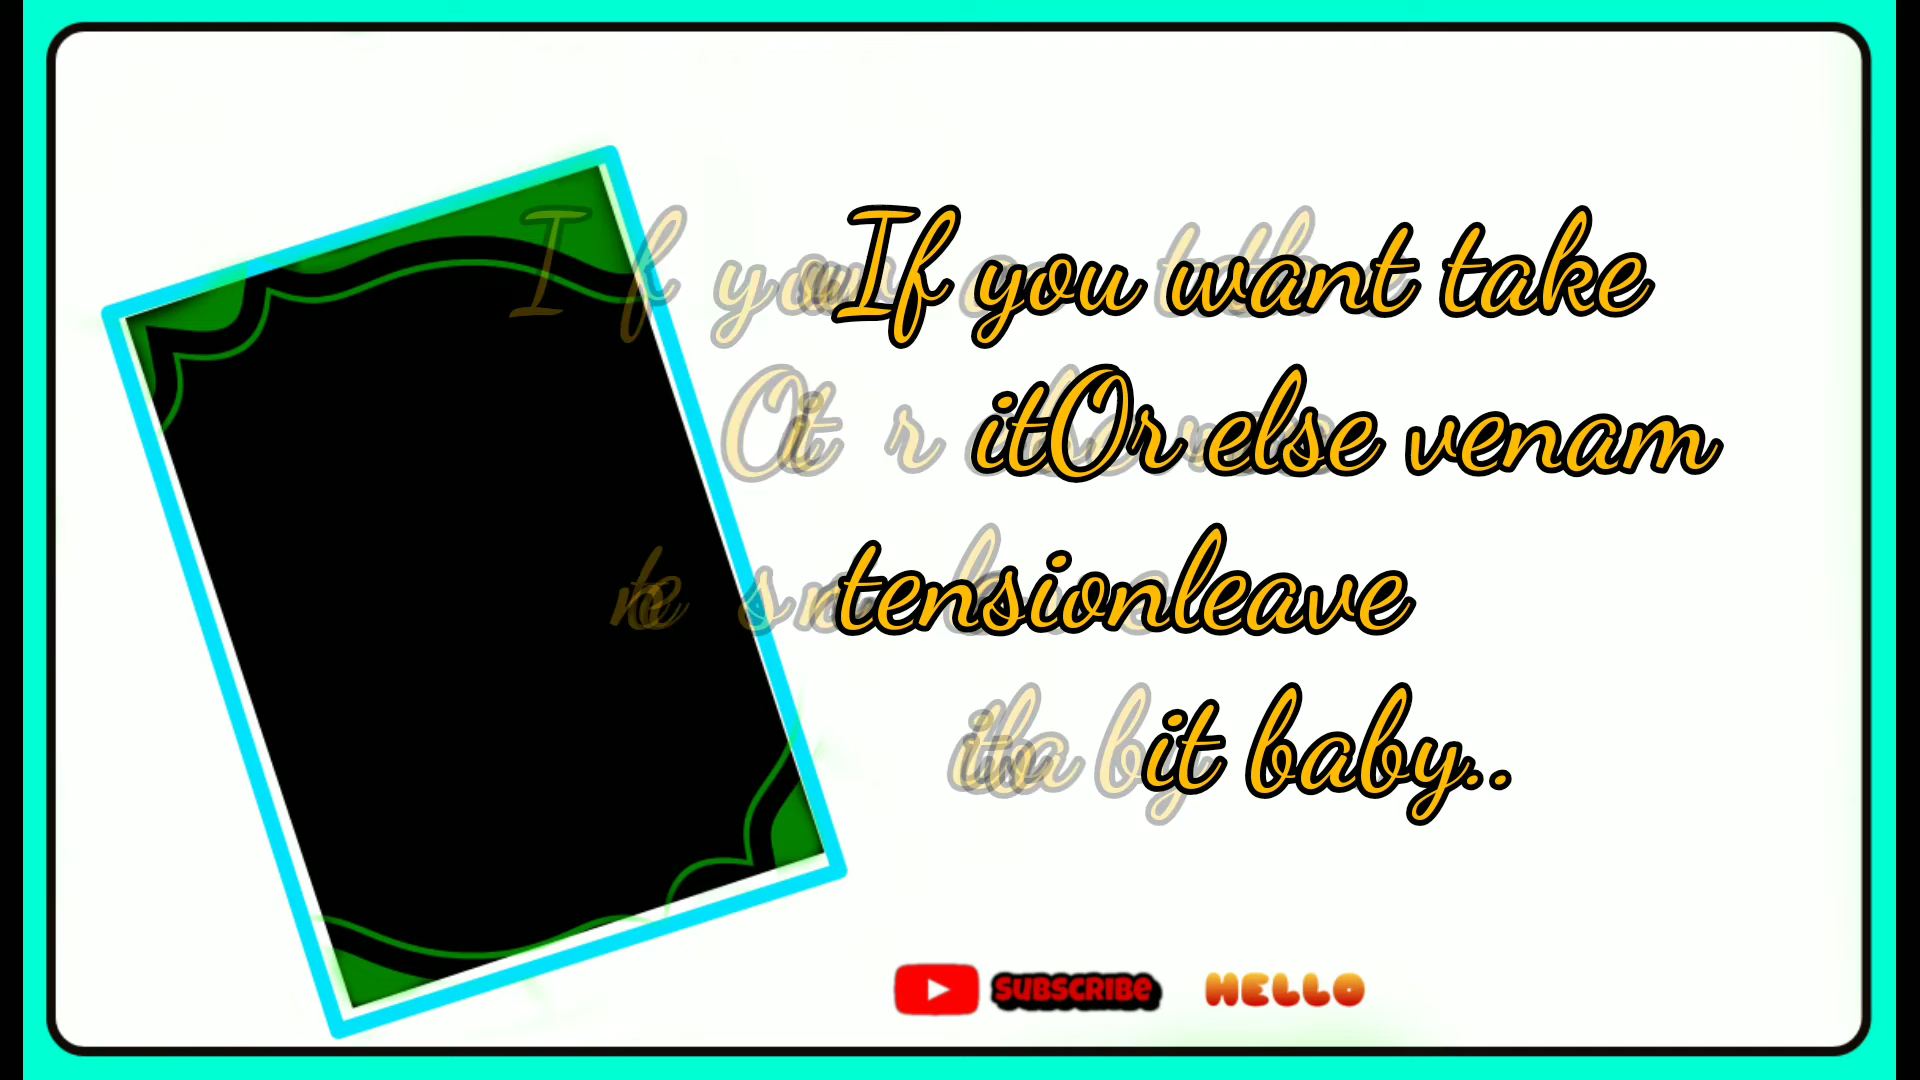 If you want take
itOr else venam
tensionleave
it baby..
SUBSCRIBE HELLO